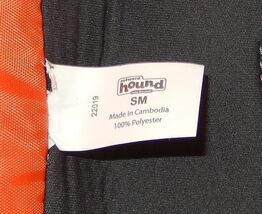 outward
hound
SM
Made in Cambodia
100% Polyester
22019